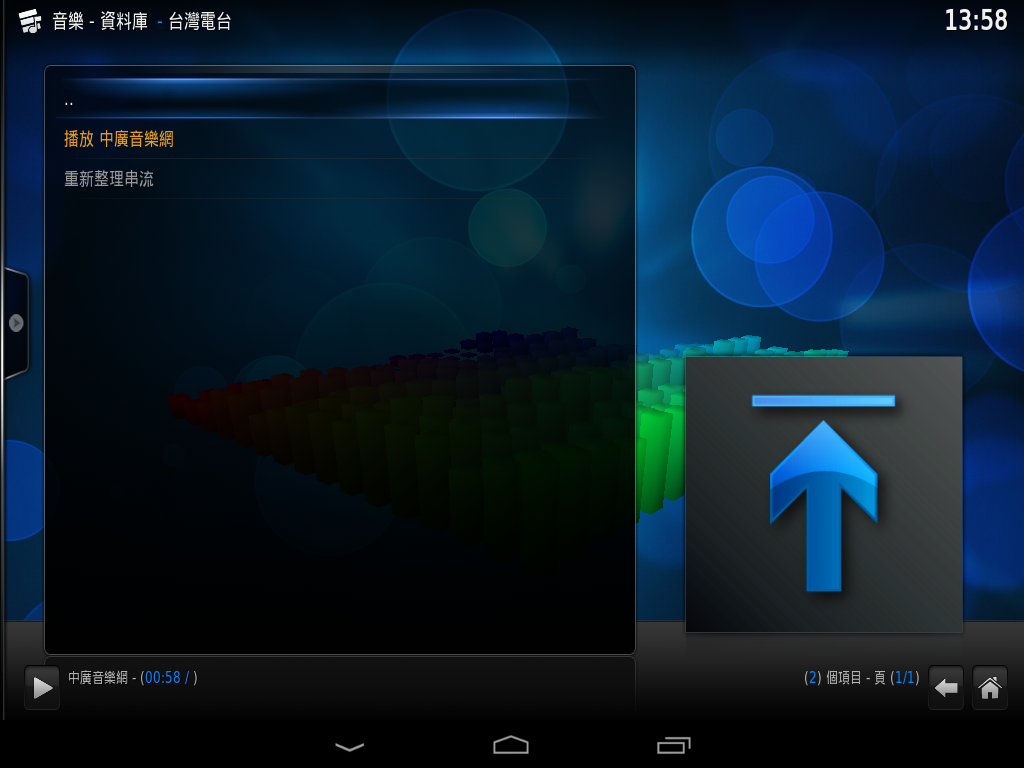 音樂 - 資料庫 - 台灣電台
13:58
..
播放 中廣音樂網
重新整理串流
中廣音樂網 - (00:58 / )
(2) 個項目 - 頁 (1/1)